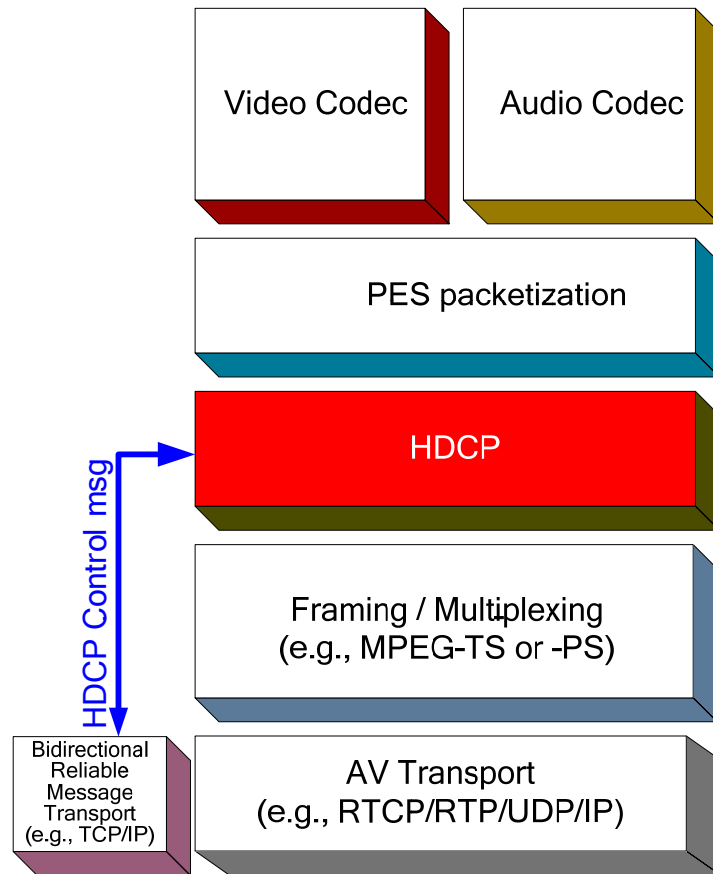 Video Codec
Audio Codec
PES packetization
HDCP
HDCP Control msg
Framing / Multiplexing
(e.g., MPEG-TS or -PS)
Bidirectional
Reliable
Message
Transport
(e.g., TCP/IP)
AV Transport
(e.g., RTCP/RTP/UDP/IP)